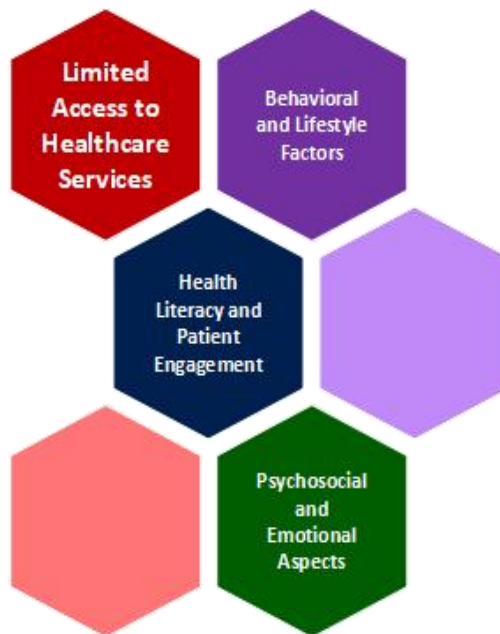 Limited
Access to
Healthcare
Services
Behavioral
and Lifestyle
Factors
Health
Literacy and
Patient
Engagement
Psychosocial
and
Emotional
Aspects